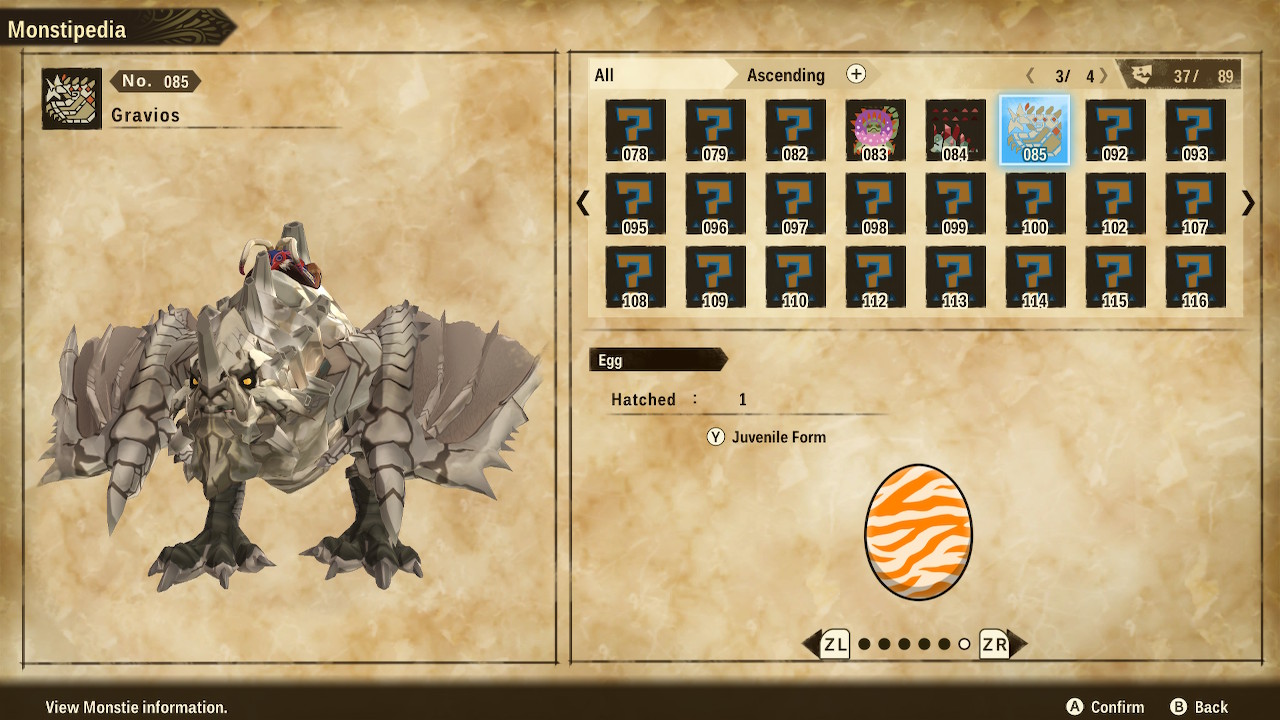 Monstipedia
No. 085
Gravios
All
Ascending
3/ 4
37/ 89
078 079 082 083 084 085 092 093
095 096 097 098 099 100 102 107
108 109 110 112 113 114 115 116
Egg
Hatched : 1
Y Juvenile Form
ZL ZR
View Monstie information.
A Confirm B Back